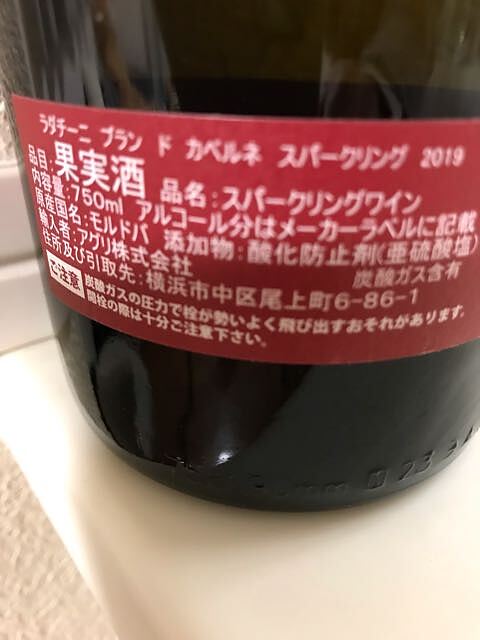 ラダチーニ ブラン ド カベルネ スパークリング 2019
品目:果実酒 品名:スパークリングワイン
内容量:750ml アルコール分はメーカーラベルに記載
原産国名:モルドバ 添加物:酸化防止剤(亜硫酸塩)
輸入者:アグリ株式会社 炭酸ガス含有
住所及び引取先:横浜市中区尾上町6-86-1
ご注意 炭酸ガスの圧力で栓が勢いよく飛び出すおそれがあります。
開栓の際は十分ご注意下さい。